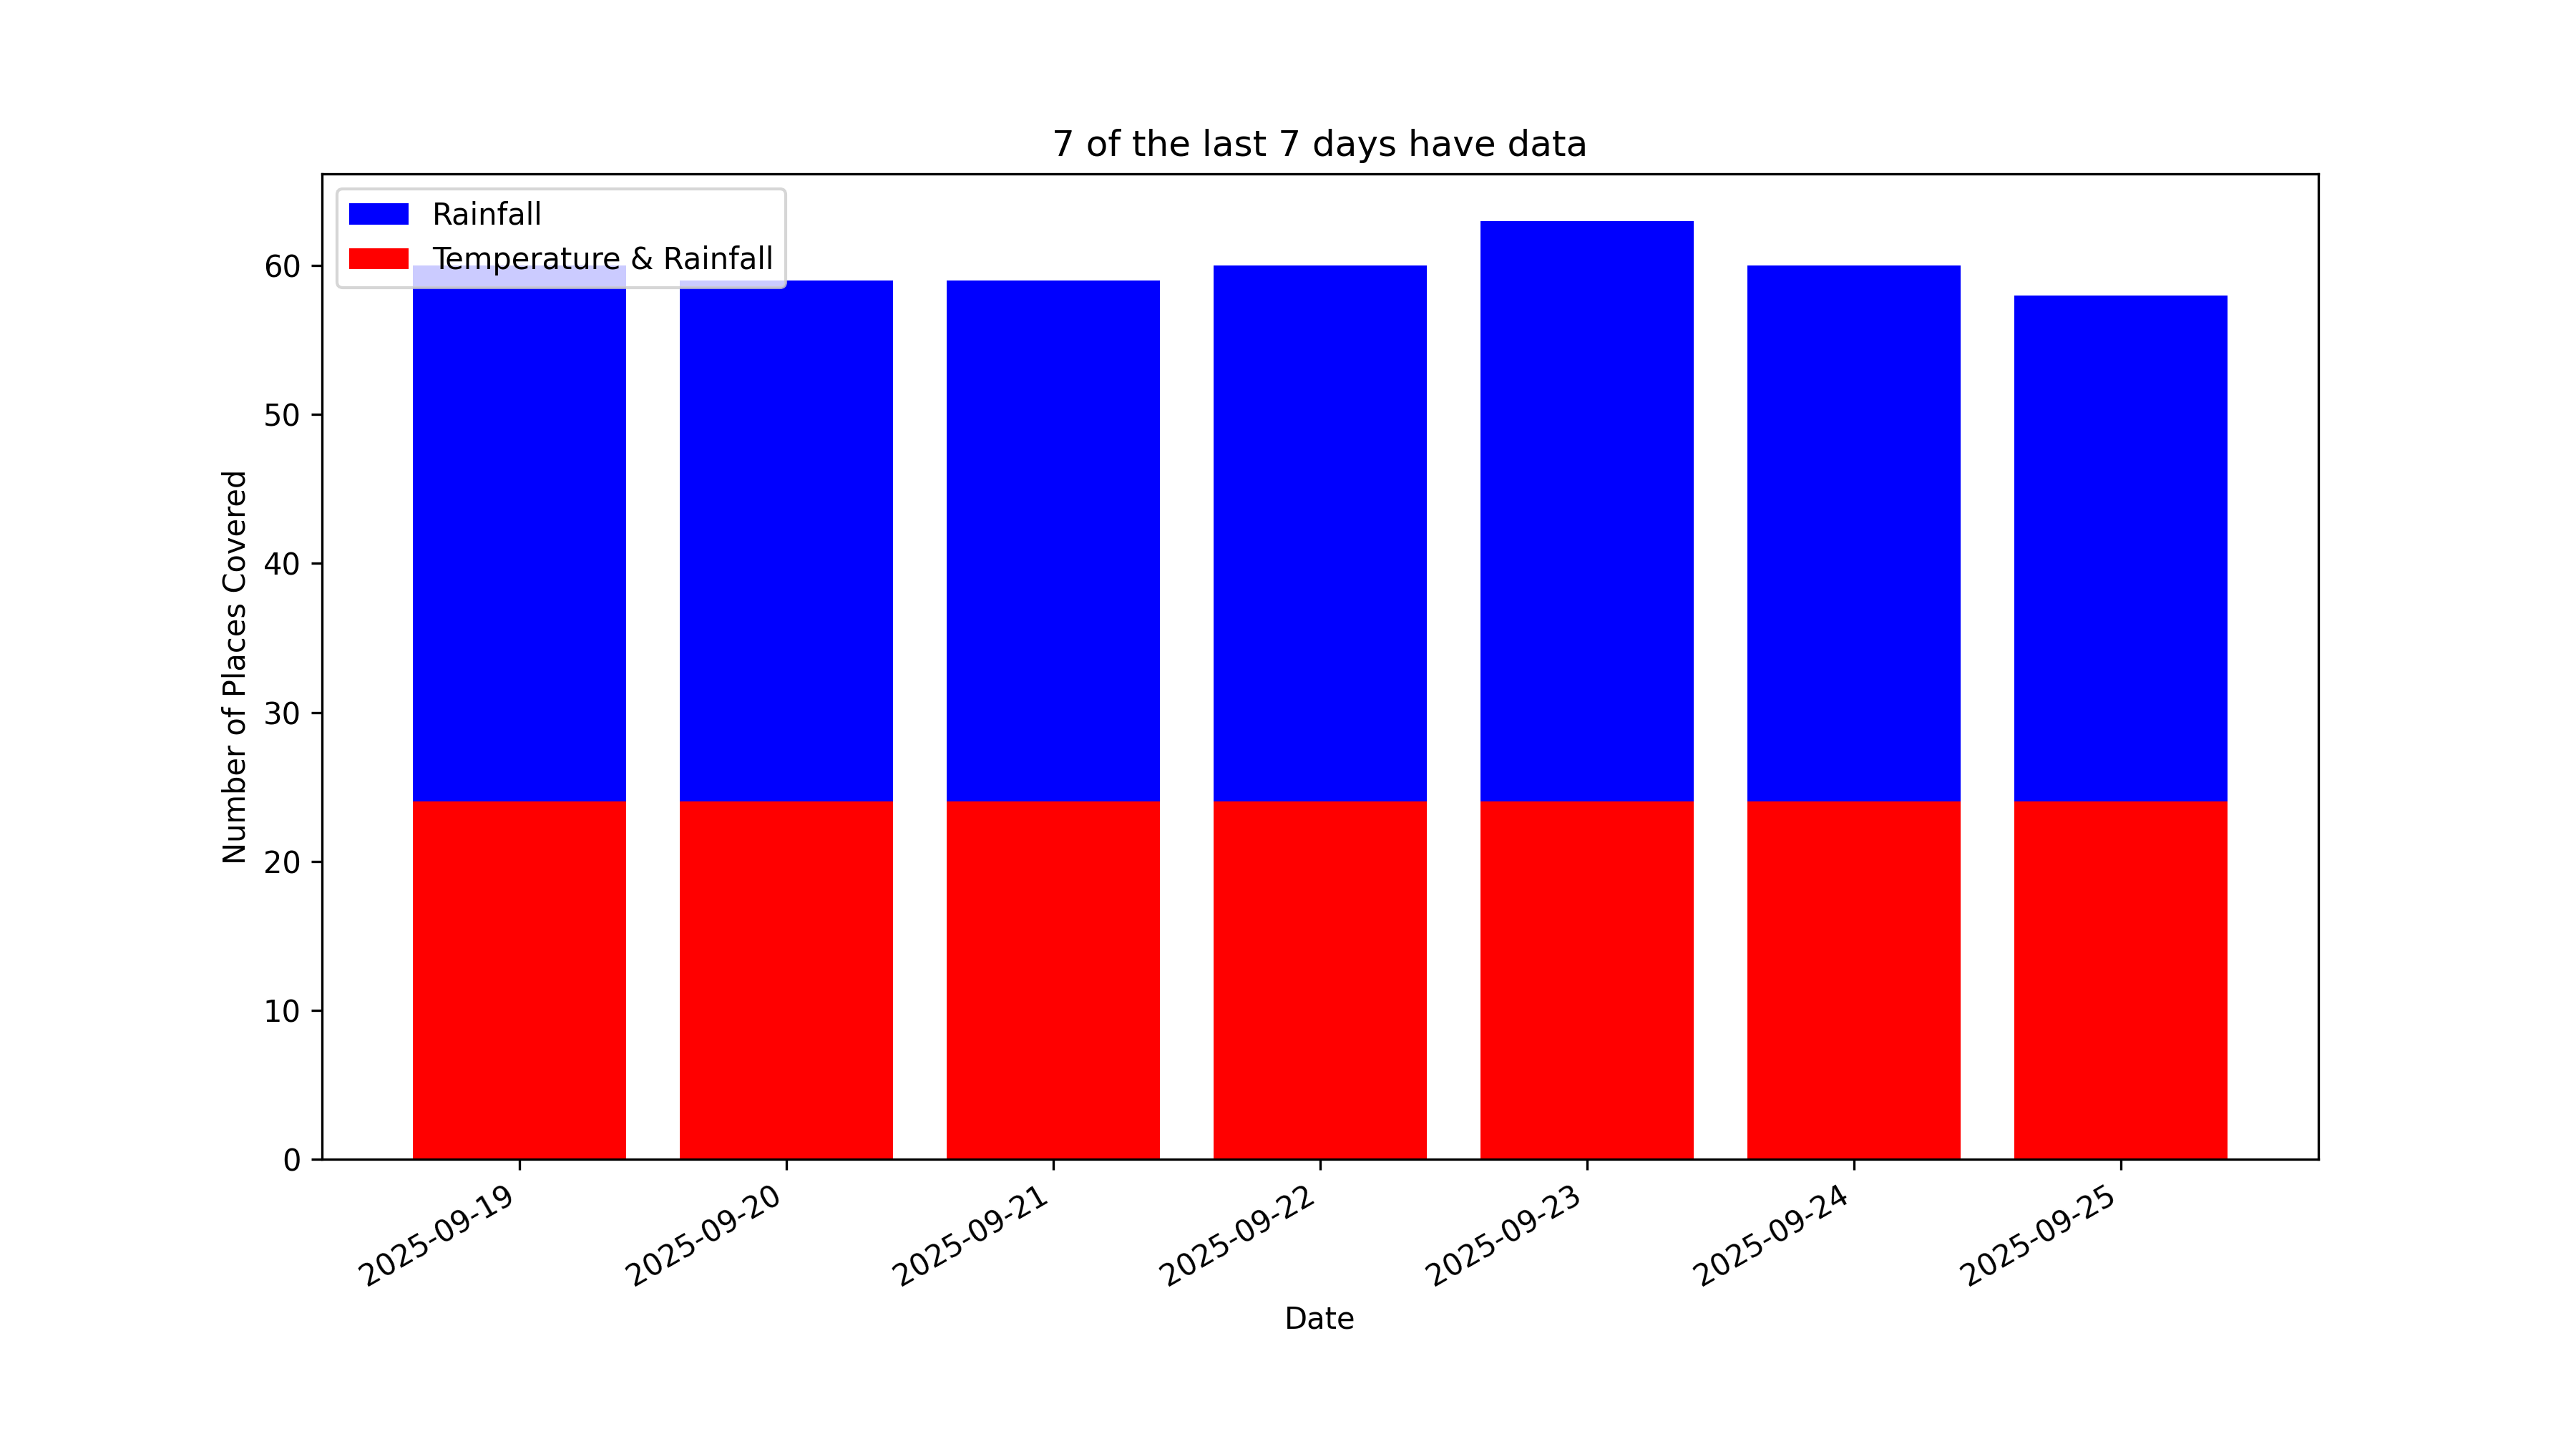 7 of the last 7 days have data
Rainfall
Temperature & Rainfall
Number of Places Covered
60
50
40
30
20
10
0
2025-09-19
2025-09-20
2025-09-21
2025-09-22
2025-09-23
2025-09-24
2025-09-25
Date